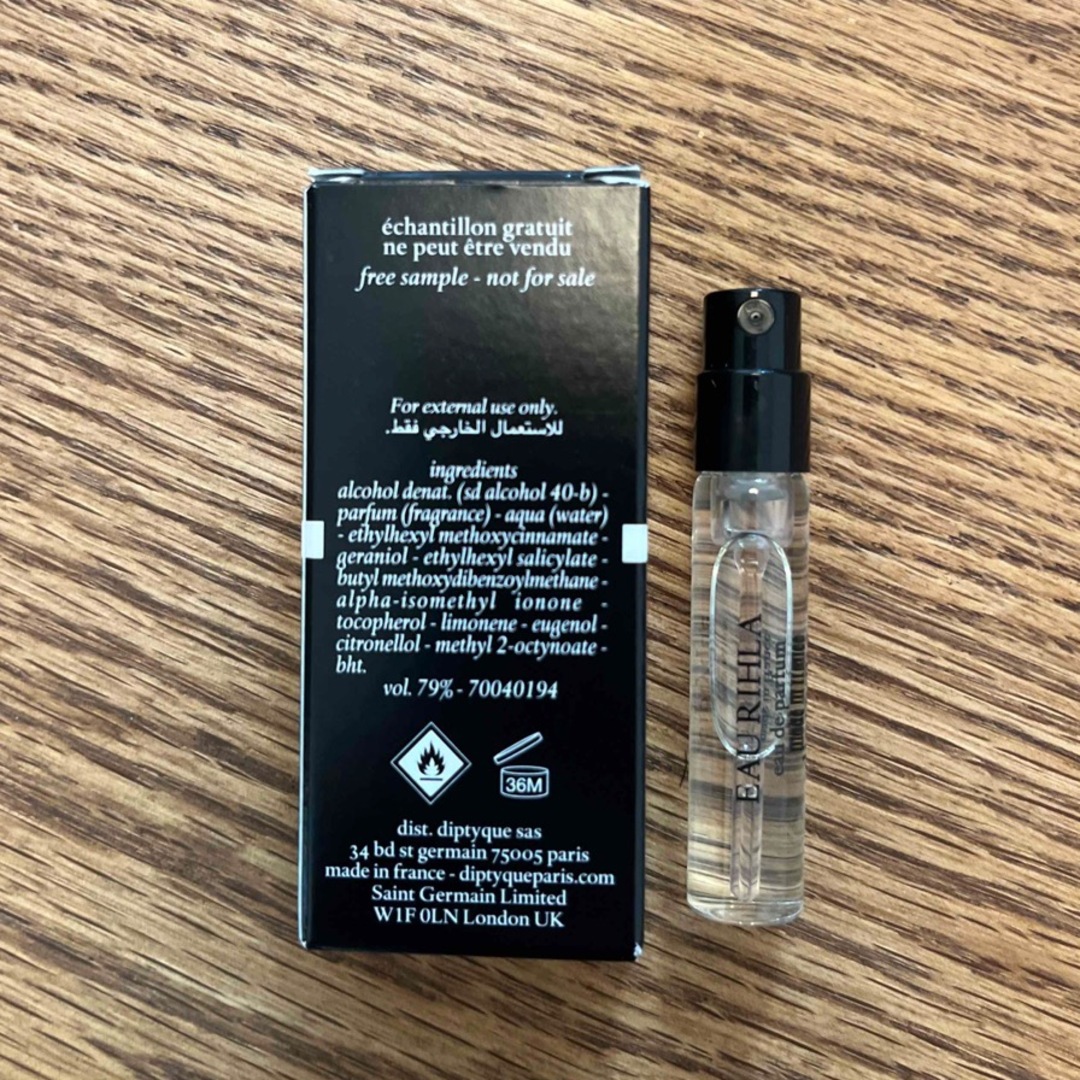 échantillon gratuit
ne peut être vendu
free sample - not for sale
For external use only.
للاستعمال الخارجي فقط.
ingredients
alcohol denat. (sd alcohol 40-b) -
parfum (fragrance) - aqua (water)
- ethylhexyl methoxycinnamate -
geraniol - ethylhexyl salicylate -
butyl methoxydibenzoylmethane -
alpha-isomethyl ionone -
tocopherol - limonene - eugenol -
citronellol - methyl 2-octynoate -
bht.
vol. 79% - 70040194
36M
dist. diptyque sas
34 bd st germain 75005 paris
made in france - diptyqueparis.com
Saint Germain Limited
W1F 0LN London UK
EAU RIHLA
eau de parfum